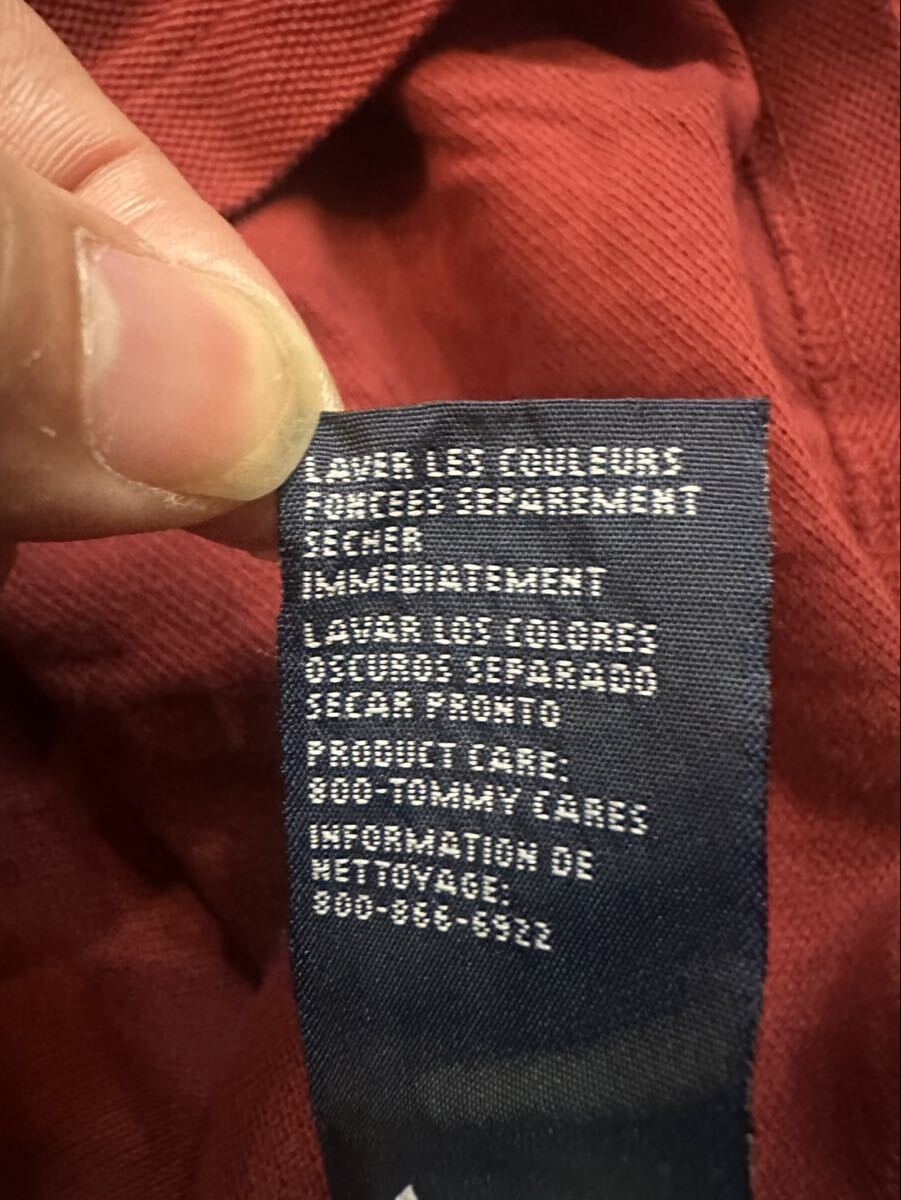 LAVER LES COULEURS
FONCEES SEPAREMENT
SECHER
IMMEDIATEMENT
LAVAR LOS COLORES
OSCUROS SEPARADO
SECAR PRONTO
PRODUCT CARE:
800-TOMMY CARES
INFORMATION DE
NETTOYAGE:
800-866-6922